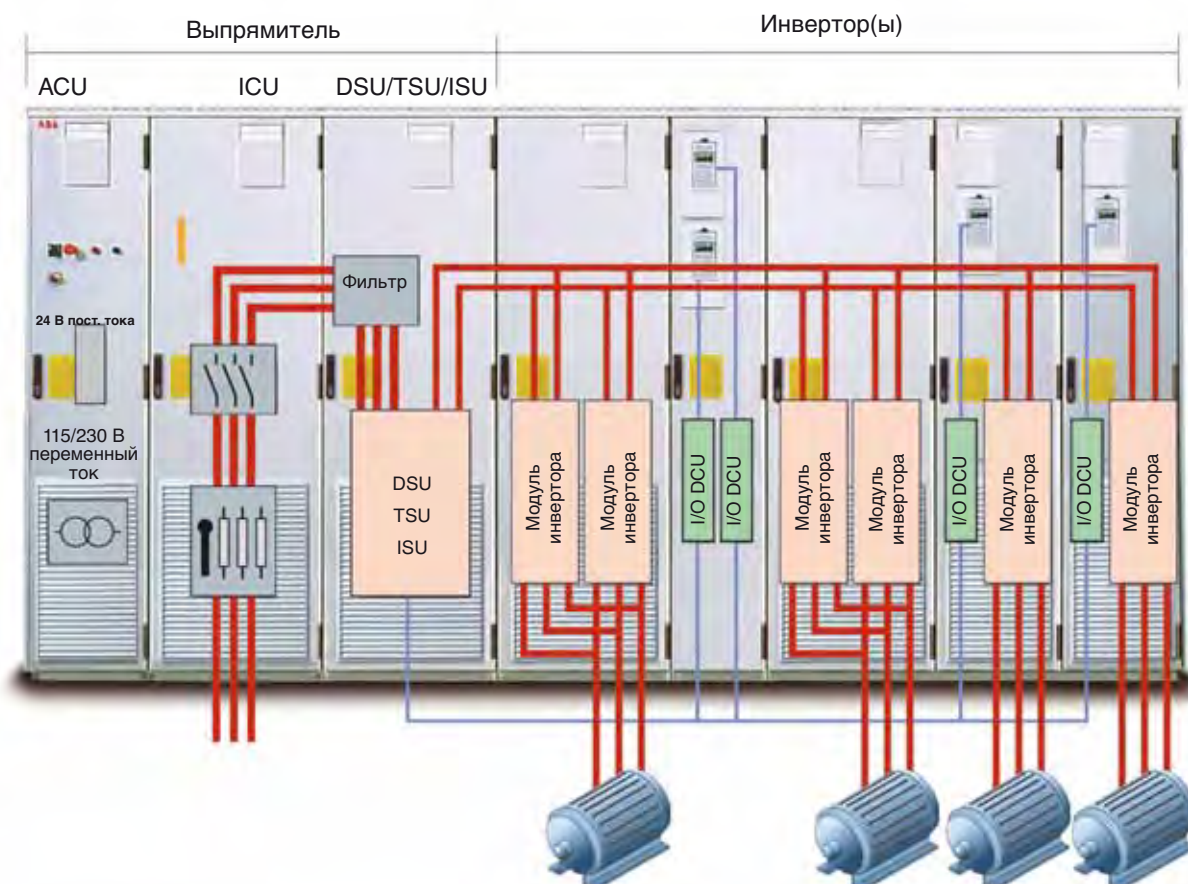 Выпрямитель
Инвертор(ы)
ACU
ICU
DSU/TSU/ISU
ABB
Фильтр
24 В пост. тока
115/230 В
переменный
ток
DSU
TSU
ISU
Модуль
инвертора
Модуль
инвертора
I/O DCU
I/O DCU
Модуль
инвертора
Модуль
инвертора
I/O DCU
Модуль
инвертора
I/O DCU
Модуль
инвертора